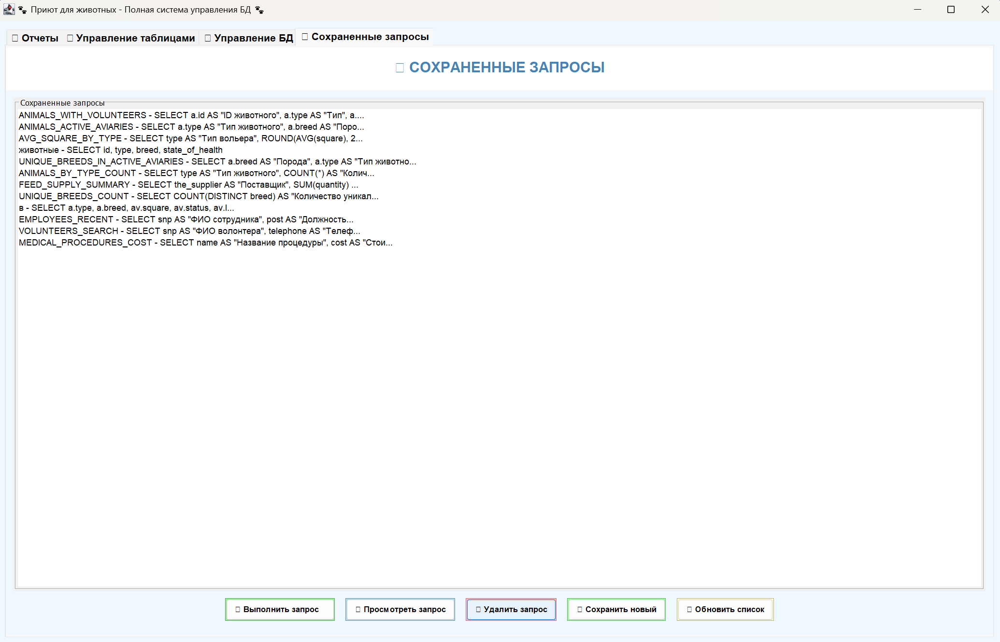 Приют для животных - Полная система управления БД
Отчеты
Управление таблицами
Управление БД
Сохраненные запросы
СОХРАНЕННЫЕ ЗАПРОСЫ
Сохраненные запросы
ANIMALS_WITH_VOLUNTEERS - SELECT a.id AS "ID животного", a.type AS "Тип", a....
ANIMALS_ACTIVE_AVIARIES - SELECT a.type AS "Тип животного", a.breed AS "Поро...
AVG_SQUARE_BY_TYPE - SELECT type AS "Тип вольера", ROUND(AVG(square), 2...
животные - SELECT id, type, breed, state_of_health
UNIQUE_BREEDS_IN_ACTIVE_AVIARIES - SELECT a.breed AS "Порода", a.type AS "Тип животно...
ANIMALS_BY_TYPE_COUNT - SELECT type AS "Тип животного", COUNT(*) AS "Колич...
FEED_SUPPLY_SUMMARY - SELECT the_supplier AS "Поставщик", SUM(quantity) ...
UNIQUE_BREEDS_COUNT - SELECT COUNT(DISTINCT breed) AS "Количество уникал...
в - SELECT a.type, a.breed, av.square, av.status, av.l...
EMPLOYEES_RECENT - SELECT snp AS "ФИО сотрудника", post AS "Должность...
VOLUNTEERS_SEARCH - SELECT snp AS "ФИО волонтера", telephone AS "Телеф...
MEDICAL_PROCEDURES_COST - SELECT name AS "Название процедуры", cost AS "Стои...
Выполнить запрос
Просмотреть запрос
Удалить запрос
Сохранить новый
Обновить список